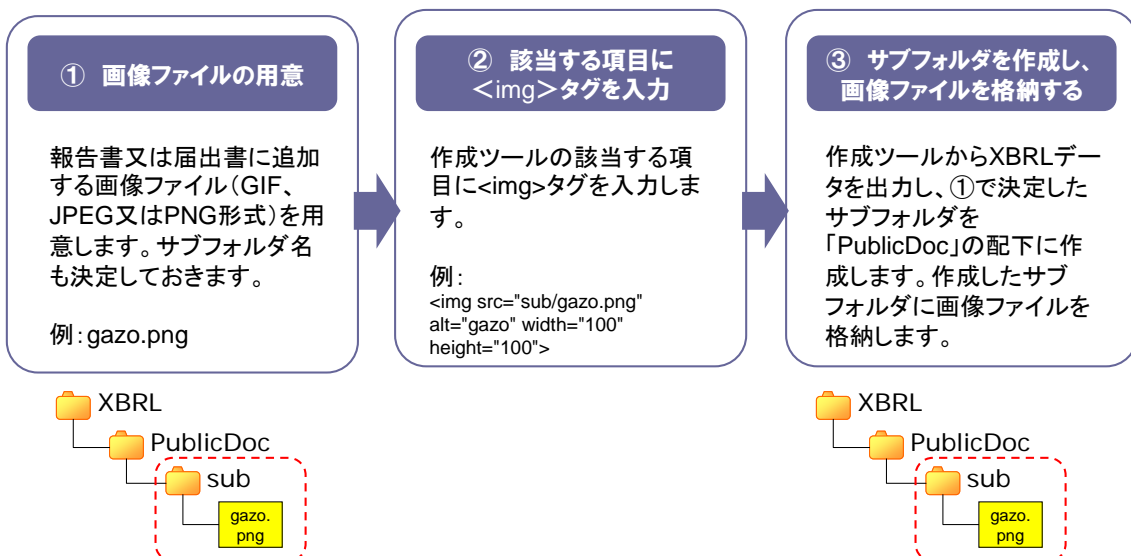 ① 画像ファイルの用意
報告書又は届出書に追加
する画像ファイル(GIF、
JPEG又はPNG形式)を用
意します。サブフォルダ名
も決定しておきます。
例:gazo.png
② 該当する項目に
<img>タグを入力
作成ツールの該当する項
目に<img>タグを入力しま
す。
例:
<img src="sub/gazo.png"
alt="gazo" width="100"
height="100">
③ サブフォルダを作成し、
画像ファイルを格納する
作成ツールからXBRLデー
タを出力し、①で決定した
サブフォルダを
「PublicDoc」の配下に作
成します。作成したサブ
フォルダに画像ファイルを
格納します。
XBRL
PublicDoc
sub
gazo.
png
XBRL
PublicDoc
sub
gazo.
png